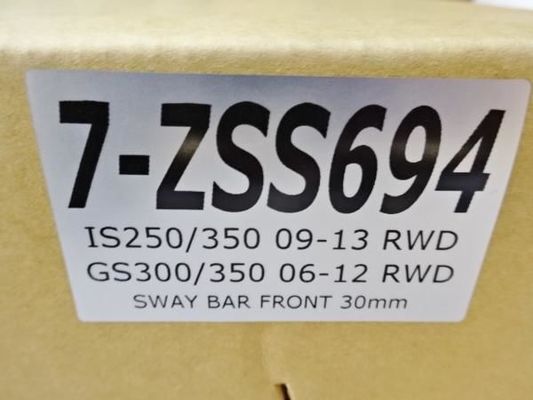 7-ZSS694
IS250/350 09-13 RWD
GS300/350 06-12 RWD
SWAY BAR FRONT 30mm